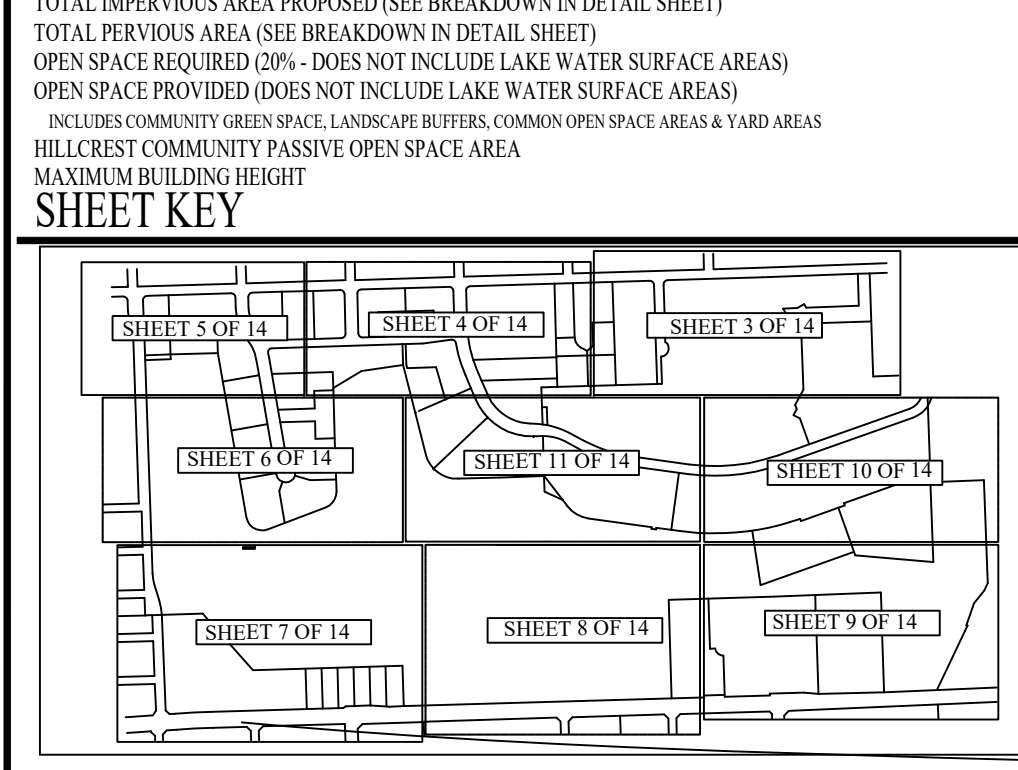 TOTAL IMPERVIOUS AREA PROPOSED (SEE BREAKDOWN IN DETAIL SHEET)
TOTAL PERVIOUS AREA (SEE BREAKDOWN IN DETAIL SHEET)
OPEN SPACE REQUIRED (20% - DOES NOT INCLUDE LAKE WATER SURFACE AREAS)
OPEN SPACE PROVIDED (DOES NOT INCLUDE LAKE WATER SURFACE AREAS)
INCLUDES COMMUNITY GREEN SPACE, LANDSCAPE BUFFERS, COMMON OPEN SPACE AREAS & YARD AREAS
HILLCREST COMMUNITY PASSIVE OPEN SPACE AREA
MAXIMUM BUILDING HEIGHT
SHEET KEY
SHEET 5 OF 14
SHEET 4 OF 14
SHEET 3 OF 14
SHEET 6 OF 14
SHEET 11 OF 14
SHEET 10 OF 14
SHEET 7 OF 14
SHEET 8 OF 14
SHEET 9 OF 14